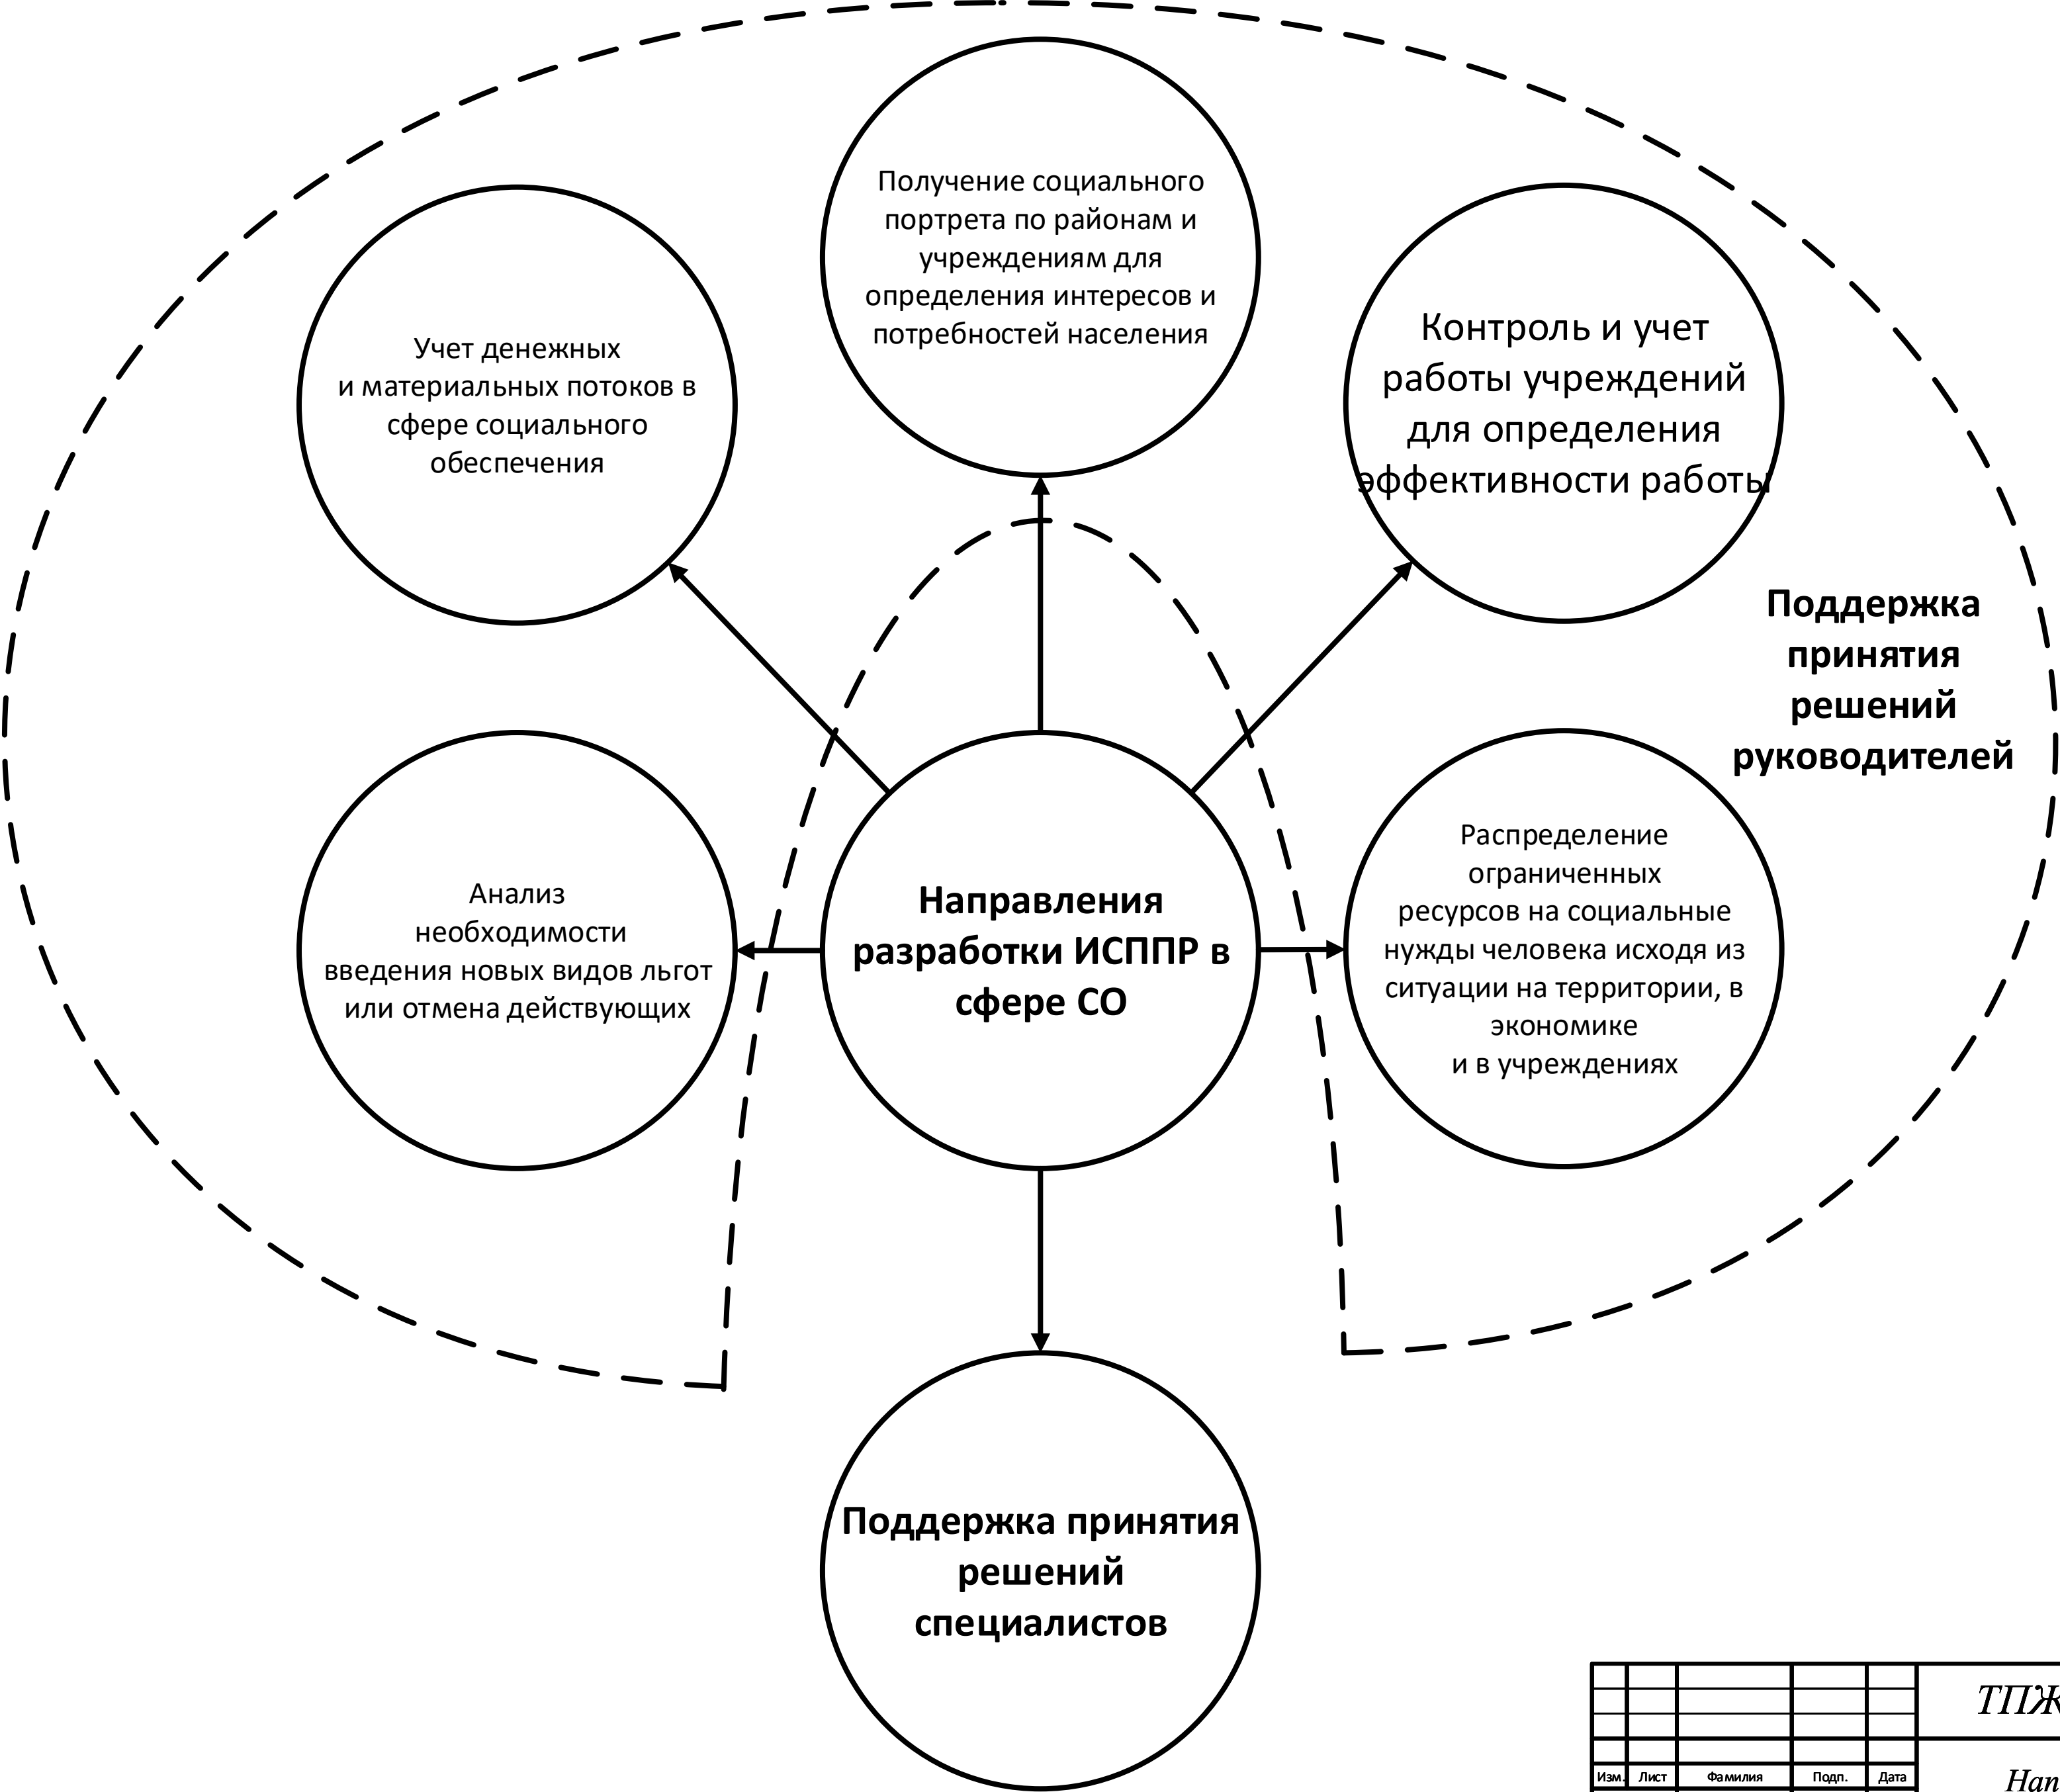 Получение социального
портрета по районам и
учреждениям для
определения интересов и
потребностей населения
Учет денежных
и материальных потоков в
сфере социального
обеспечения
Контроль и учет
работы учреждений
для определения
эффективности работы
Поддержка
принятия
решений
руководителей
Анализ
необходимости
введения новых видов льгот
или отмена действующих
Направления
разработки ИСППР в
сфере СО
Распределение
ограниченных
ресурсов на социальные
нужды человека исходя из
ситуации на территории, в
экономике
и в учреждениях
Поддержка принятия
решений
специалистов
Изм. Лист Фамилия Подп. Дата